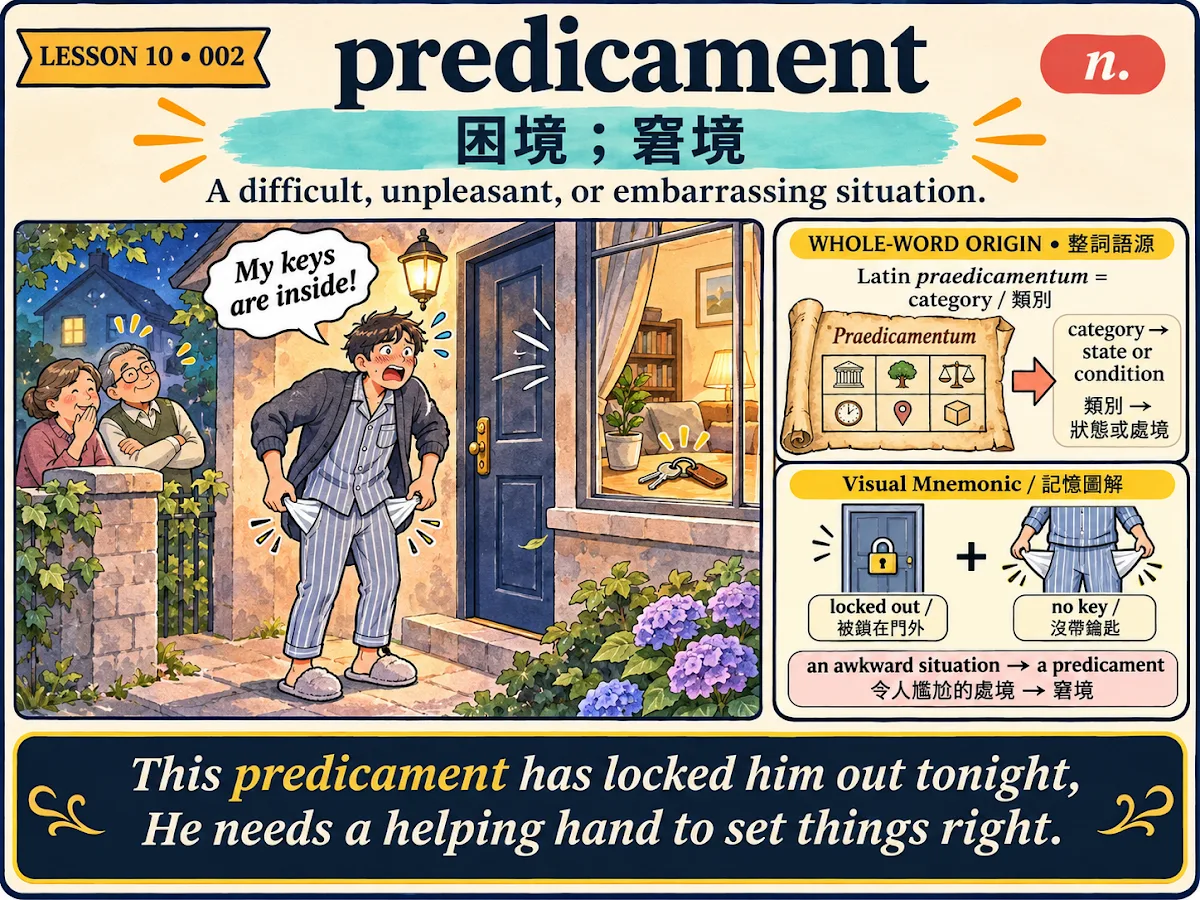 LESSON 10 • 002
predicament
n.
困境；窘境
A difficult, unpleasant, or embarrassing situation.
My keys
are inside!
WHOLE-WORD ORIGIN • 整詞語源
Latin praedicamentum =
category / 類別
Praedicamentum
category →
state or
condition
類別 →
狀態或處境
Visual Mnemonic / 記憶圖解
+
locked out /
被鎖在門外
no key /
沒帶鑰匙
an awkward situation → a predicament
令人尷尬的處境 → 窘境
This predicament has locked him out tonight,
He needs a helping hand to set things right.